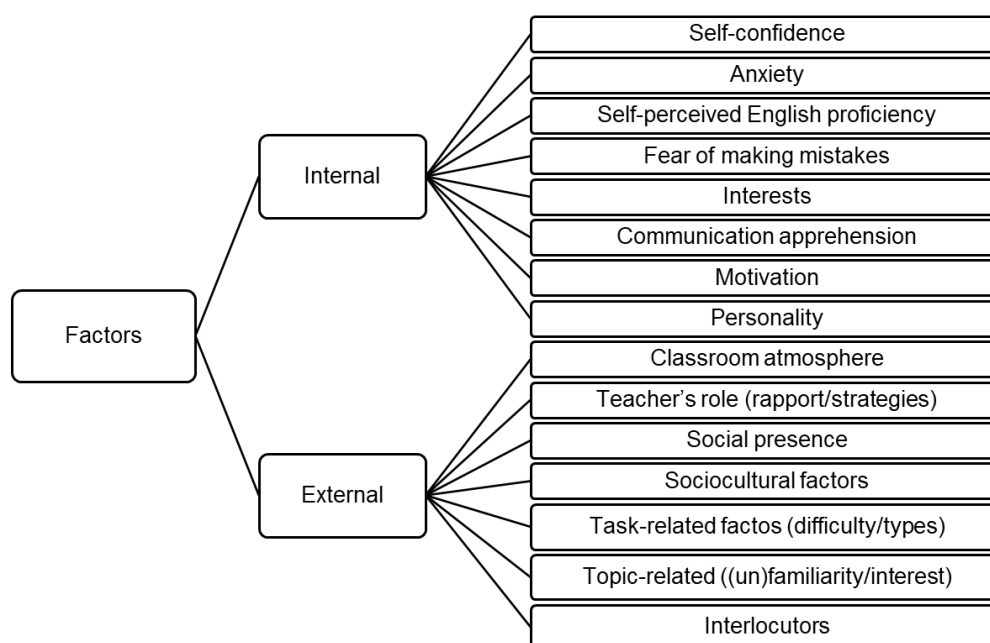 Factors
Internal
Self-confidence
Anxiety
Self-perceived English proficiency
Fear of making mistakes
Interests
Communication apprehension
Motivation
Personality
External
Classroom atmosphere
Teacher’s role (rapport/strategies)
Social presence
Sociocultural factors
Task-related factos (difficulty/types)
Topic-related ((un)familiarity/interest)
Interlocutors